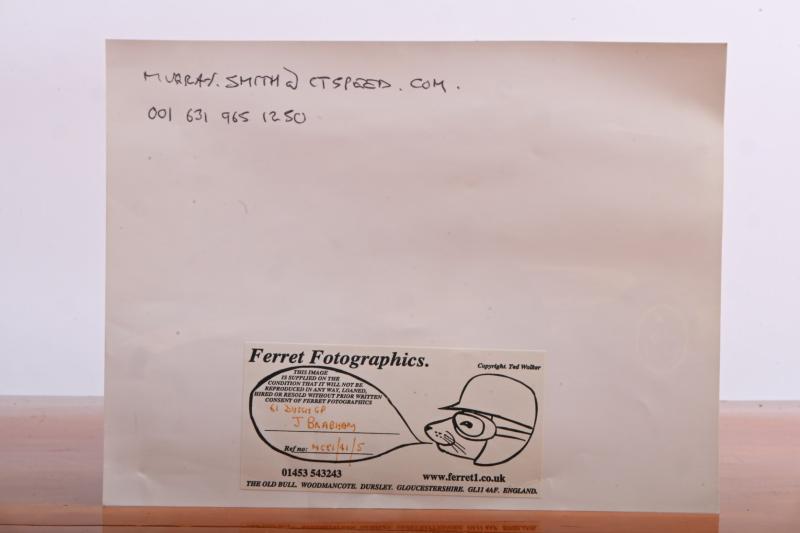 MURRAY.SMITH@CTSPEED.COM.
001 631 965 1250
Ferret Fotographics.
Copyright. Ted Walker
THIS IMAGE
IS SUPPLIED ON THE
CONDITION THAT IT WILL NOT BE
REPRODUCED IN ANY WAY, LOANED,
HIRED OR RESOLD WITHOUT PRIOR WRITTEN
CONSENT OF FERRET FOTOGRAPHICS
61 DUTCH GP
J BRABHAM
Ref no:
01453 543243
www.ferret1.co.uk
THE OLD BULL. WOODMANCOTE. DURSLEY. GLOUCESTERSHIRE. GL11 4AF. ENGLAND.